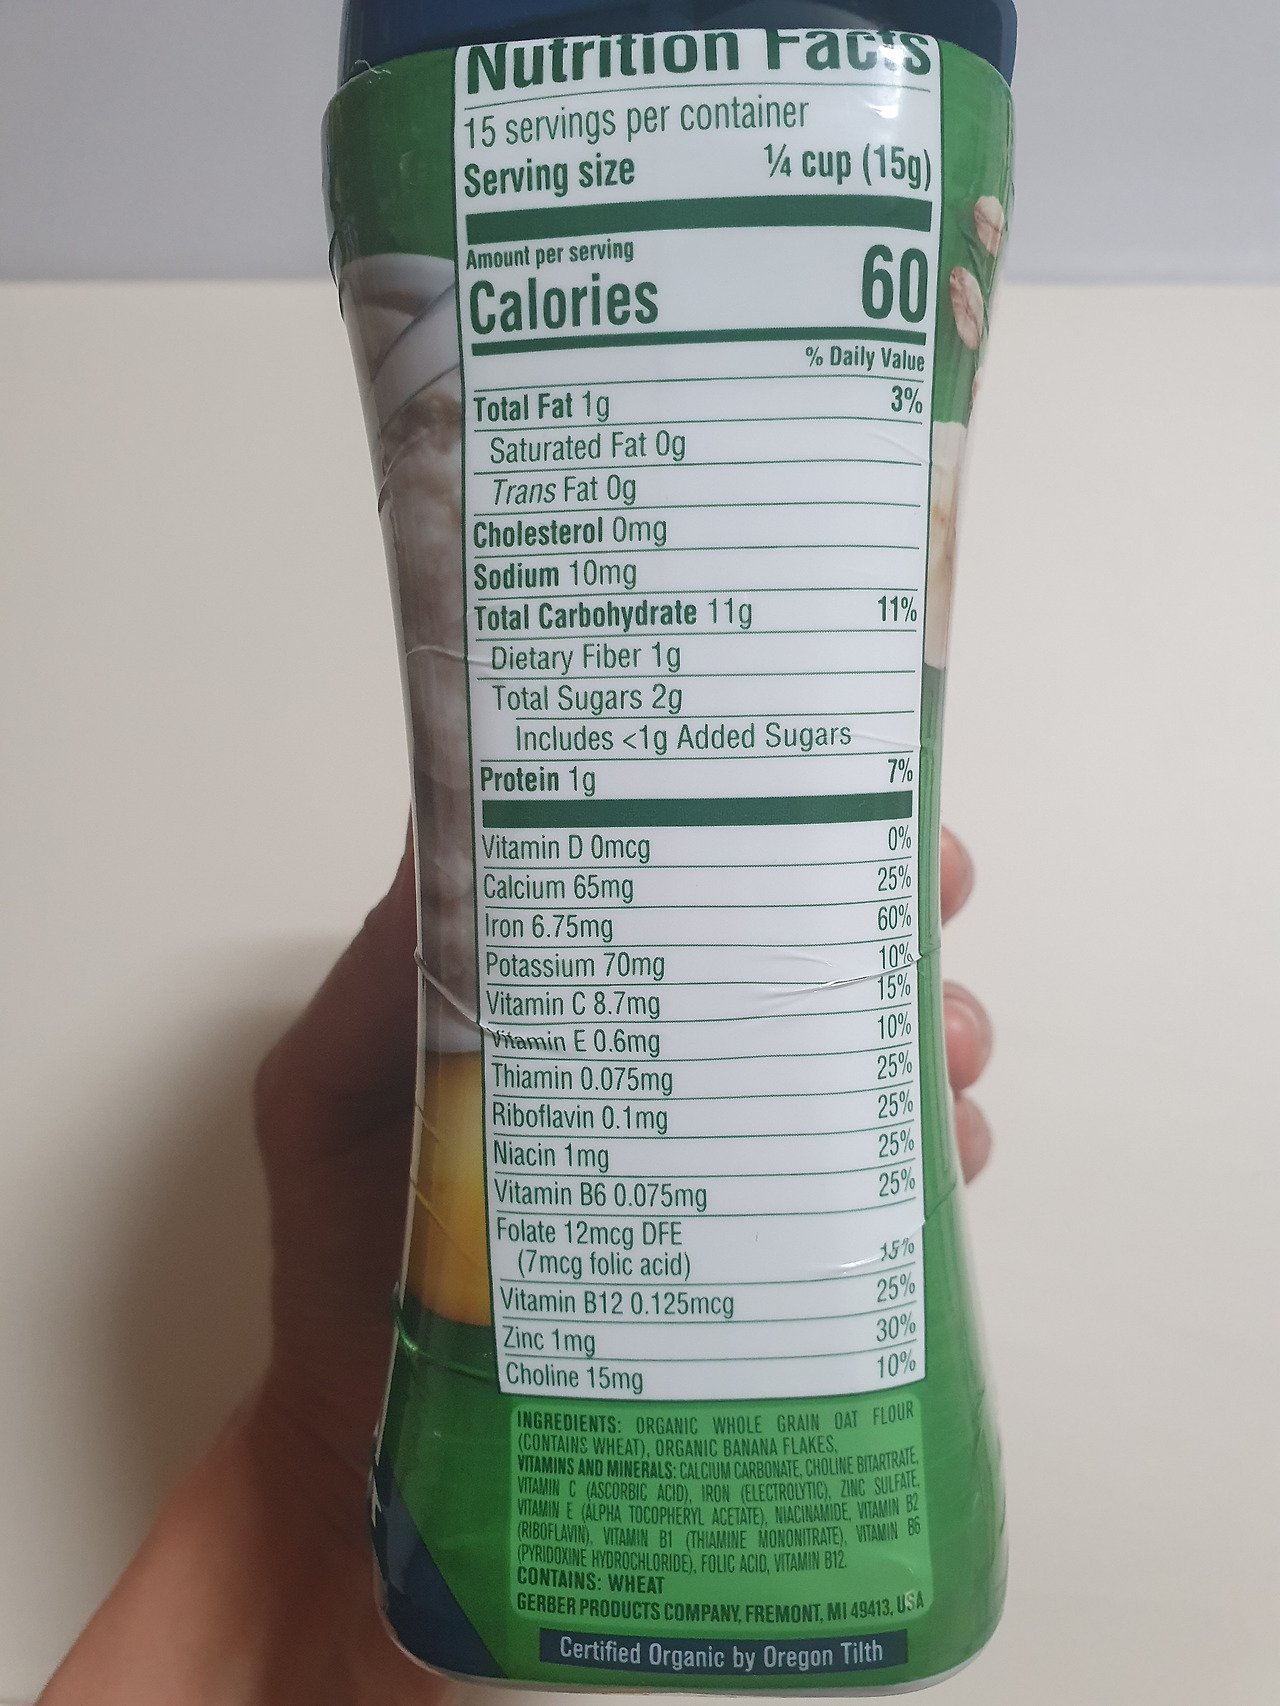 Nutrition Facts
15 servings per container
Serving size ¼ cup (15g)
Amount per serving
Calories 60
% Daily Value
Total Fat 1g 3%
Saturated Fat 0g
Trans Fat 0g
Cholesterol 0mg
Sodium 10mg
Total Carbohydrate 11g 11%
Dietary Fiber 1g
Total Sugars 2g
Includes <1g Added Sugars
Protein 1g 7%
Vitamin D 0mcg 0%
Calcium 65mg 25%
Iron 6.75mg 60%
Potassium 70mg 10%
Vitamin C 8.7mg 15%
Vitamin E 0.6mg 10%
Thiamin 0.075mg 25%
Riboflavin 0.1mg 25%
Niacin 1mg 25%
Vitamin B6 0.075mg 25%
Folate 12mcg DFE
(7mcg folic acid) 15%
Vitamin B12 0.125mcg 25%
Zinc 1mg 30%
Choline 15mg 10%
INGREDIENTS: ORGANIC WHOLE GRAIN OAT FLOUR
(CONTAINS WHEAT), ORGANIC BANANA FLAKES,
VITAMINS AND MINERALS: CALCIUM CARBONATE, CHOLINE BITARTRATE,
VITAMIN C (ASCORBIC ACID), IRON (ELECTROLYTIC), ZINC SULFATE,
VITAMIN E (ALPHA TOCOPHERYL ACETATE), NIACINAMIDE, VITAMIN B2
(RIBOFLAVIN), VITAMIN B1 (THIAMINE MONONITRATE), VITAMIN B6
(PYRIDOXINE HYDROCHLORIDE), FOLIC ACID, VITAMIN B12.
CONTAINS: WHEAT
GERBER PRODUCTS COMPANY, FREMONT, MI 49413, USA
Certified Organic by Oregon Tilth